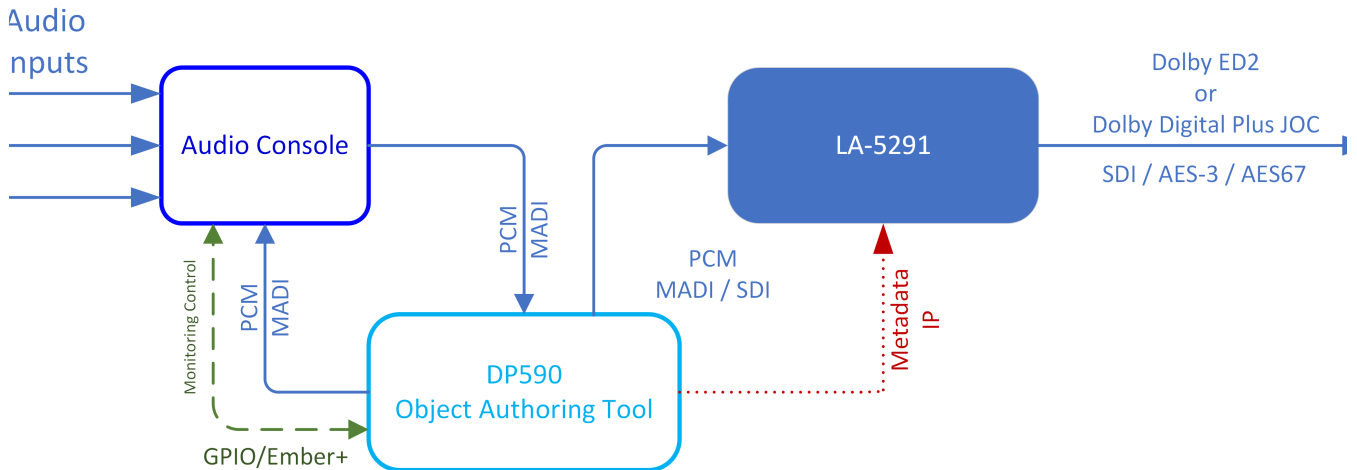 Audio
nputs
Audio Console
LA-5291
Dolby ED2
or
Dolby Digital Plus JOC
SDI / AES-3 / AES67
PCM
MADI
PCM
MADI / SDI
Monitoring Control
PCM
MADI
Metadata
IP
DP590
Object Authoring Tool
GPIO/Ember+